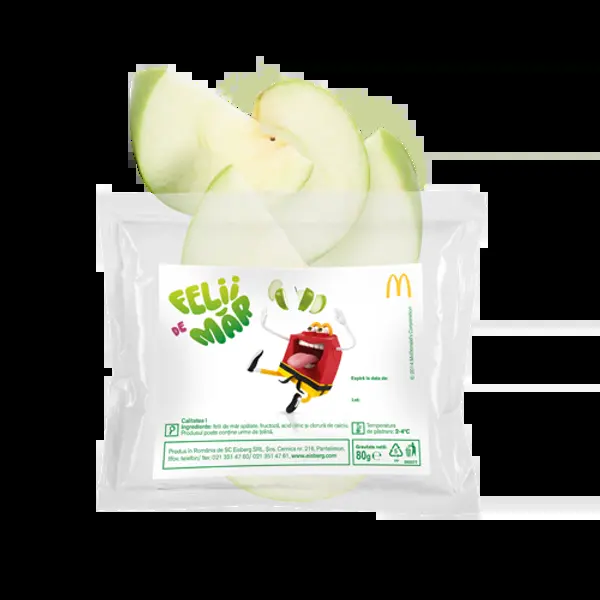 FELII
DE
MĂR
© 2014 McDonald's Corporation
Expiră la data de:
Lot:
Calitatea I
Ingrediente: felii de măr spălate, fructoză, acid citric și clorură de calciu.
Produsul poate conține urme de țelină.
Temperatura
de păstrare: 2-4°C
Produs în România de SC Eisberg SRL, Șos. Cernica nr. 216, Pantelimon,
Ilfov, telefon/ fax: 021 351 47 60/ 021 351 47 61, www.eisberg.com
Gravitate netă:
80g e
PP